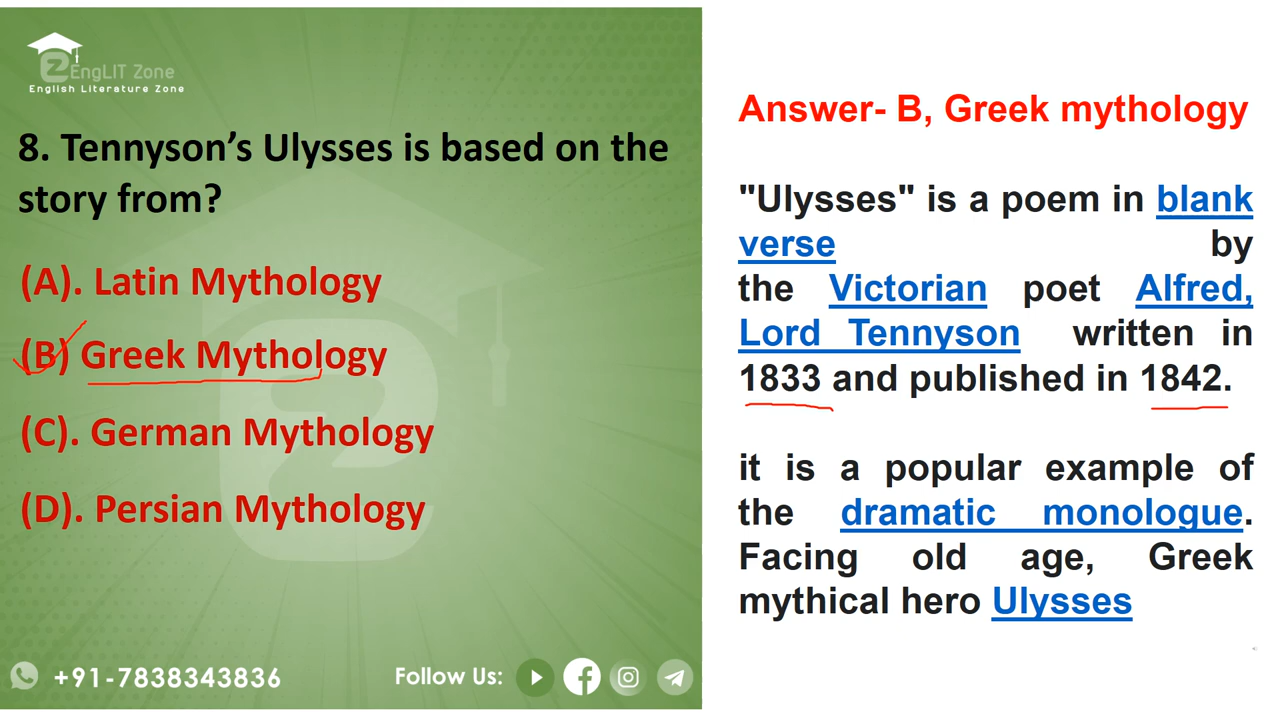 EngLIT Zone
English Literature Zone
8. Tennyson’s Ulysses is based on the
story from?
(A). Latin Mythology
(B) Greek Mythology
(C). German Mythology
(D). Persian Mythology
+91-7838343836
Follow Us:
Answer- B, Greek mythology
"Ulysses" is a poem in blank
verse by
the Victorian poet Alfred,
Lord Tennyson written in
1833 and published in 1842.
it is a popular example of
the dramatic monologue.
Facing old age, Greek
mythical hero Ulysses